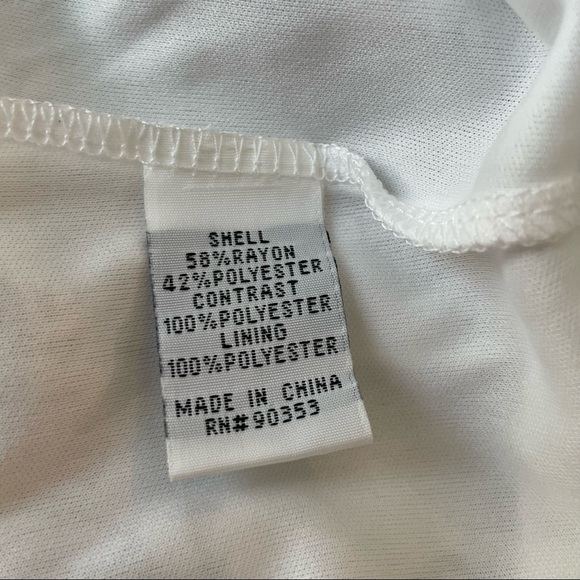 SHELL
58%RAYON
42%POLYESTER
CONTRAST
100%POLYESTER
LINING
100%POLYESTER
MADE IN CHINA
RN#90353